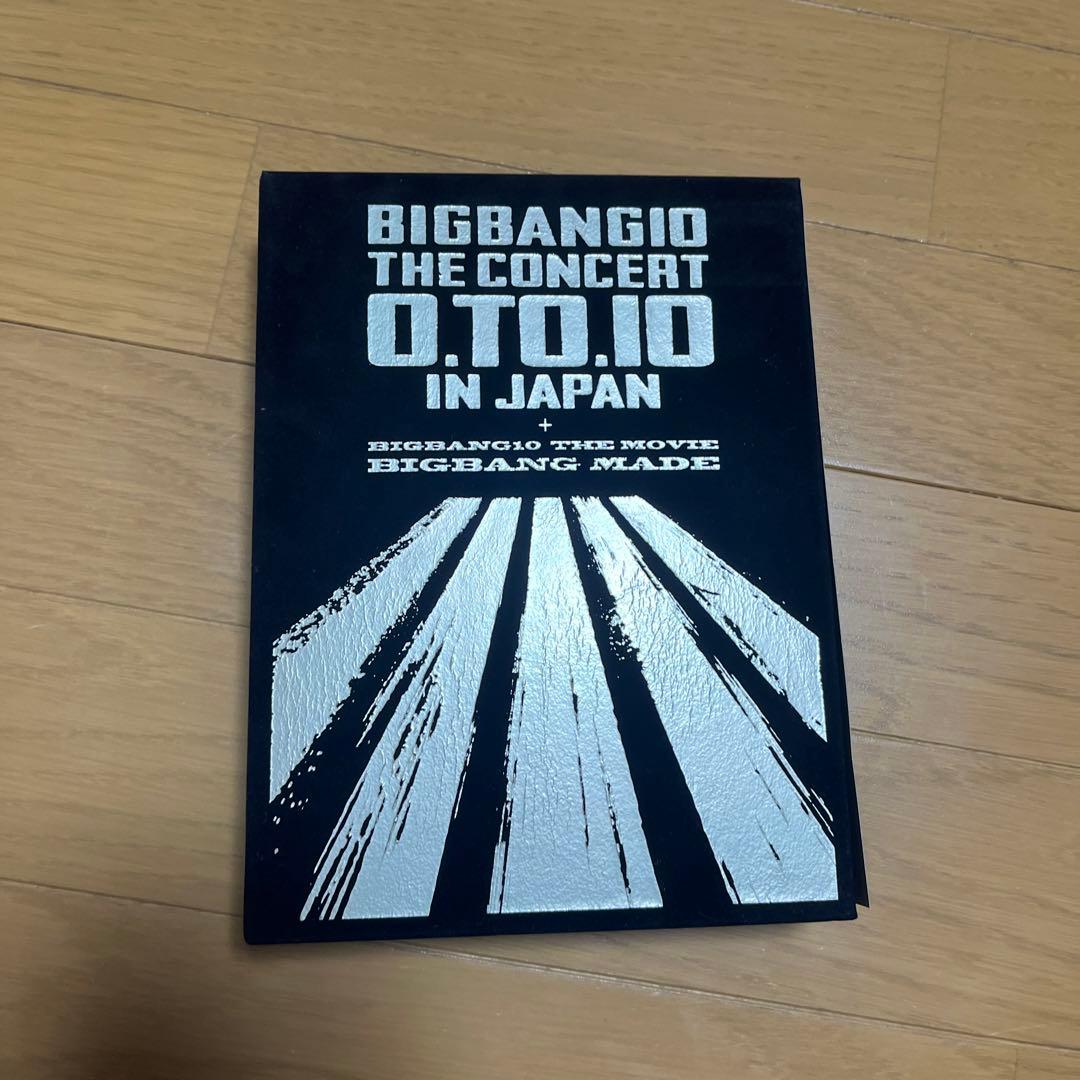 BIGBANG10
THE CONCERT
0.TO.10
IN JAPAN
+
BIGBANG10 THE MOVIE
BIGBANG MADE